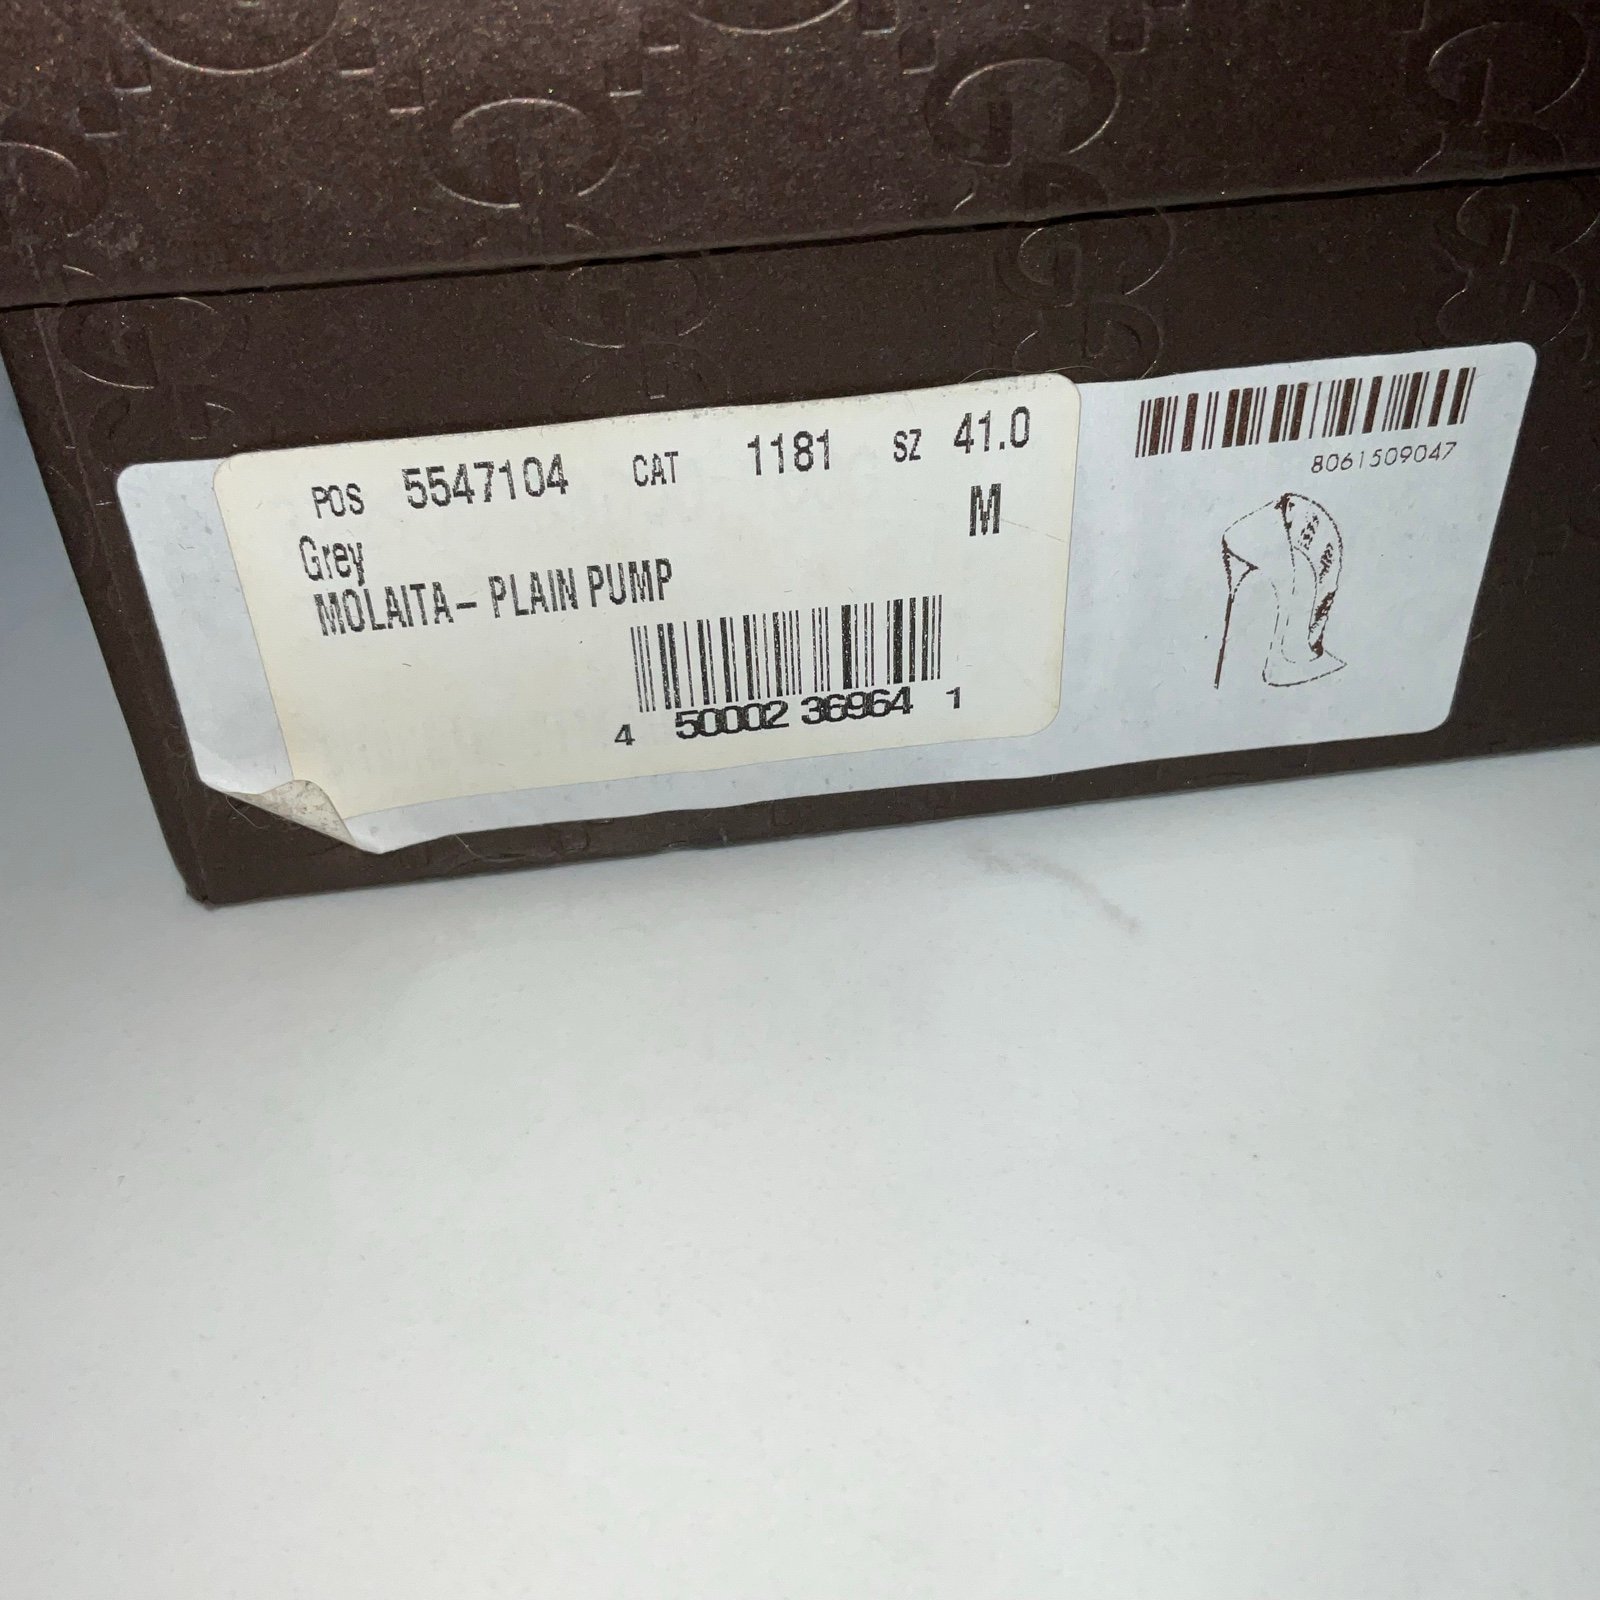 POS 5547104 CAT 1181 SZ 41.0
M
Grey
MOLAITA- PLAIN PUMP
4 50002 36964 1
8061509047